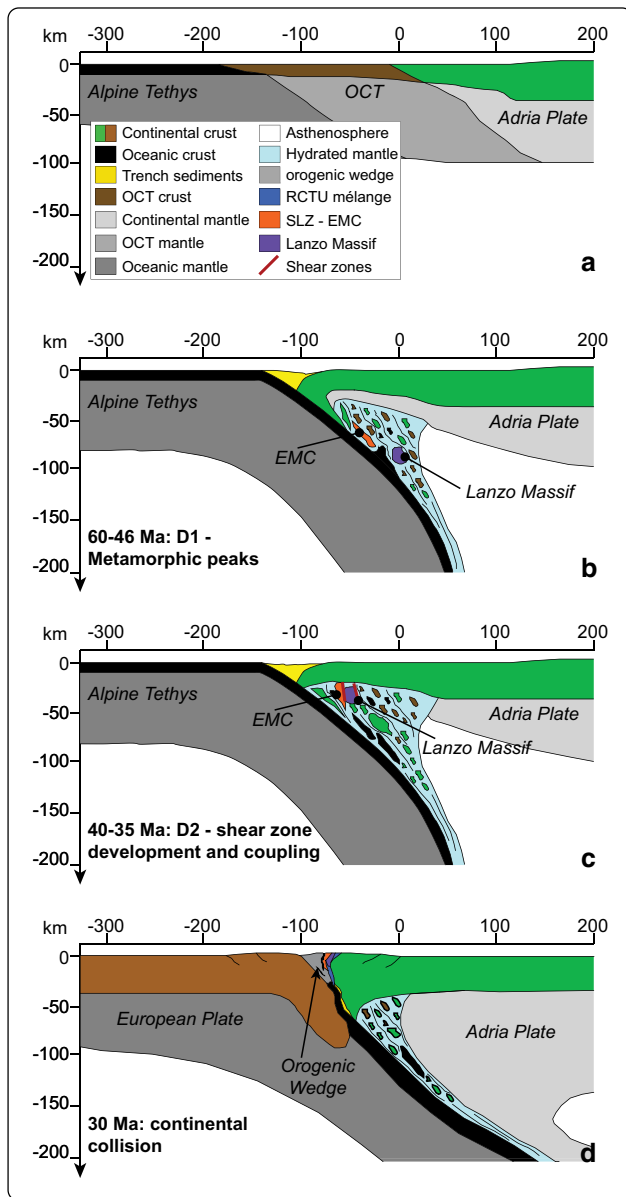 km -300 -200 -100 0 100 200
0
Alpine Tethys
OCT
-50
Adria Plate
-100
-150
-200
Continental crust
Oceanic crust
Trench sediments
OCT crust
Continental mantle
OCT mantle
Oceanic mantle
Asthenosphere
Hydrated mantle
orogenic wedge
RCTU mélange
SLZ - EMC
Lanzo Massif
Shear zones
a
km -300 -200 -100 0 100 200
0
Alpine Tethys
-50
Adria Plate
EMC
-100
Lanzo Massif
-150
60-46 Ma: D1 -
Metamorphic peaks
-200
b
km -300 -200 -100 0 100 200
0
Alpine Tethys
-50
Adria Plate
EMC
Lanzo Massif
-100
-150
40-35 Ma: D2 - shear zone
development and coupling
-200
c
km -300 -200 -100 0 100 200
0
-50
European Plate
Adria Plate
-100
Orogenic
Wedge
-150
30 Ma: continental
collision
-200
d